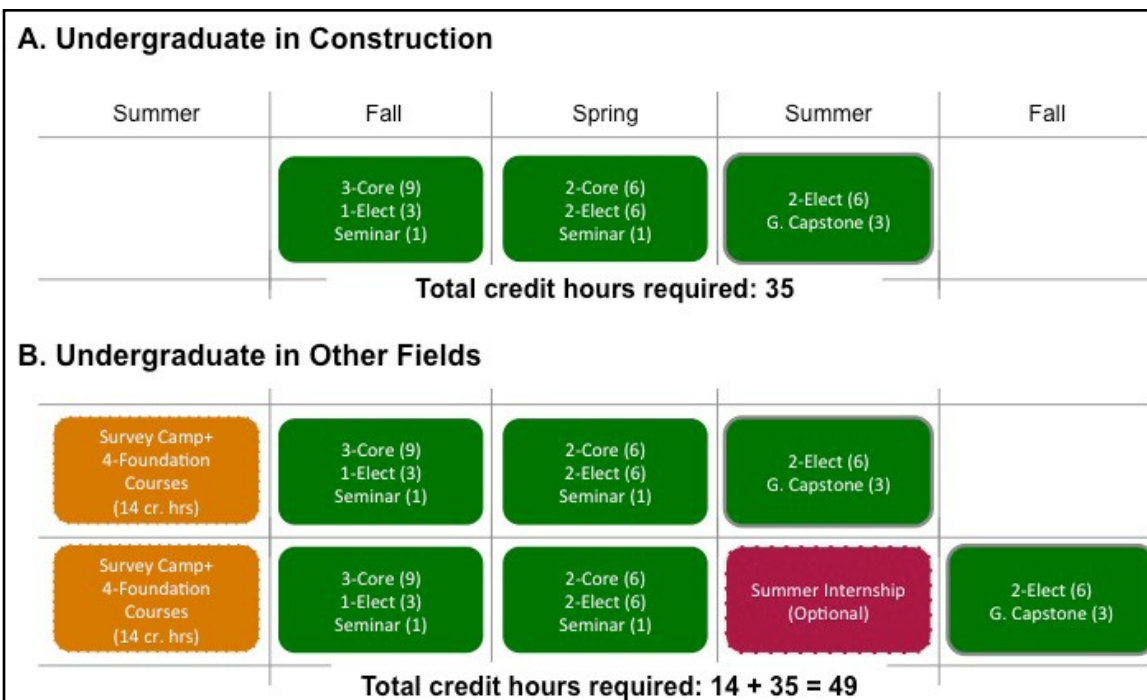 A. Undergraduate in Construction
Summer Fall Spring Summer Fall
3-Core (9)
1-Elect (3)
Seminar (1)
2-Core (6)
2-Elect (6)
Seminar (1)
2-Elect (6)
G. Capstone (3)
Total credit hours required: 35
B. Undergraduate in Other Fields
Survey Camp+
4-Foundation
Courses
(14 cr. hrs)
3-Core (9)
1-Elect (3)
Seminar (1)
2-Core (6)
2-Elect (6)
Seminar (1)
2-Elect (6)
G. Capstone (3)
Survey Camp+
4-Foundation
Courses
(14 cr. hrs)
3-Core (9)
1-Elect (3)
Seminar (1)
2-Core (6)
2-Elect (6)
Seminar (1)
Summer Internship
(Optional)
2-Elect (6)
G. Capstone (3)
Total credit hours required: 14 + 35 = 49